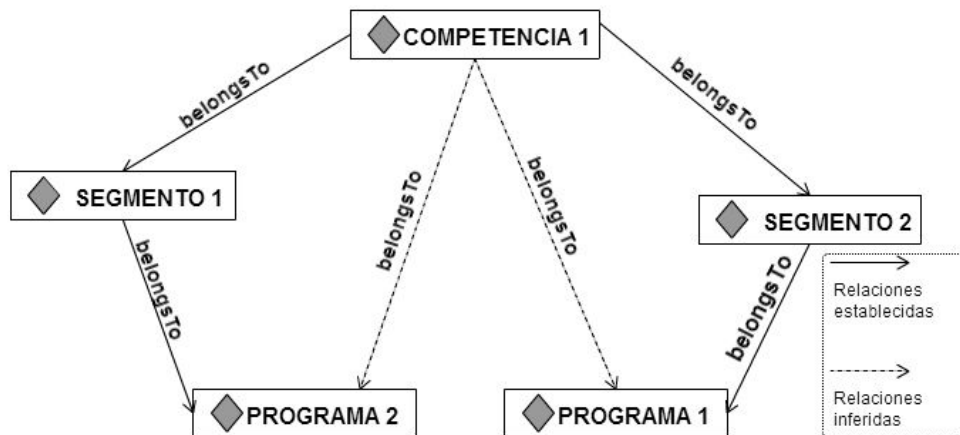 COMPETENCIA 1
belongsTo
belongsTo
SEGMENTO 1
belongsTo
belongsTo
SEGMENTO 2
belongsTo
belongsTo
Relaciones
establecidas
PROGRAMA 2
PROGRAMA 1
Relaciones
inferidas